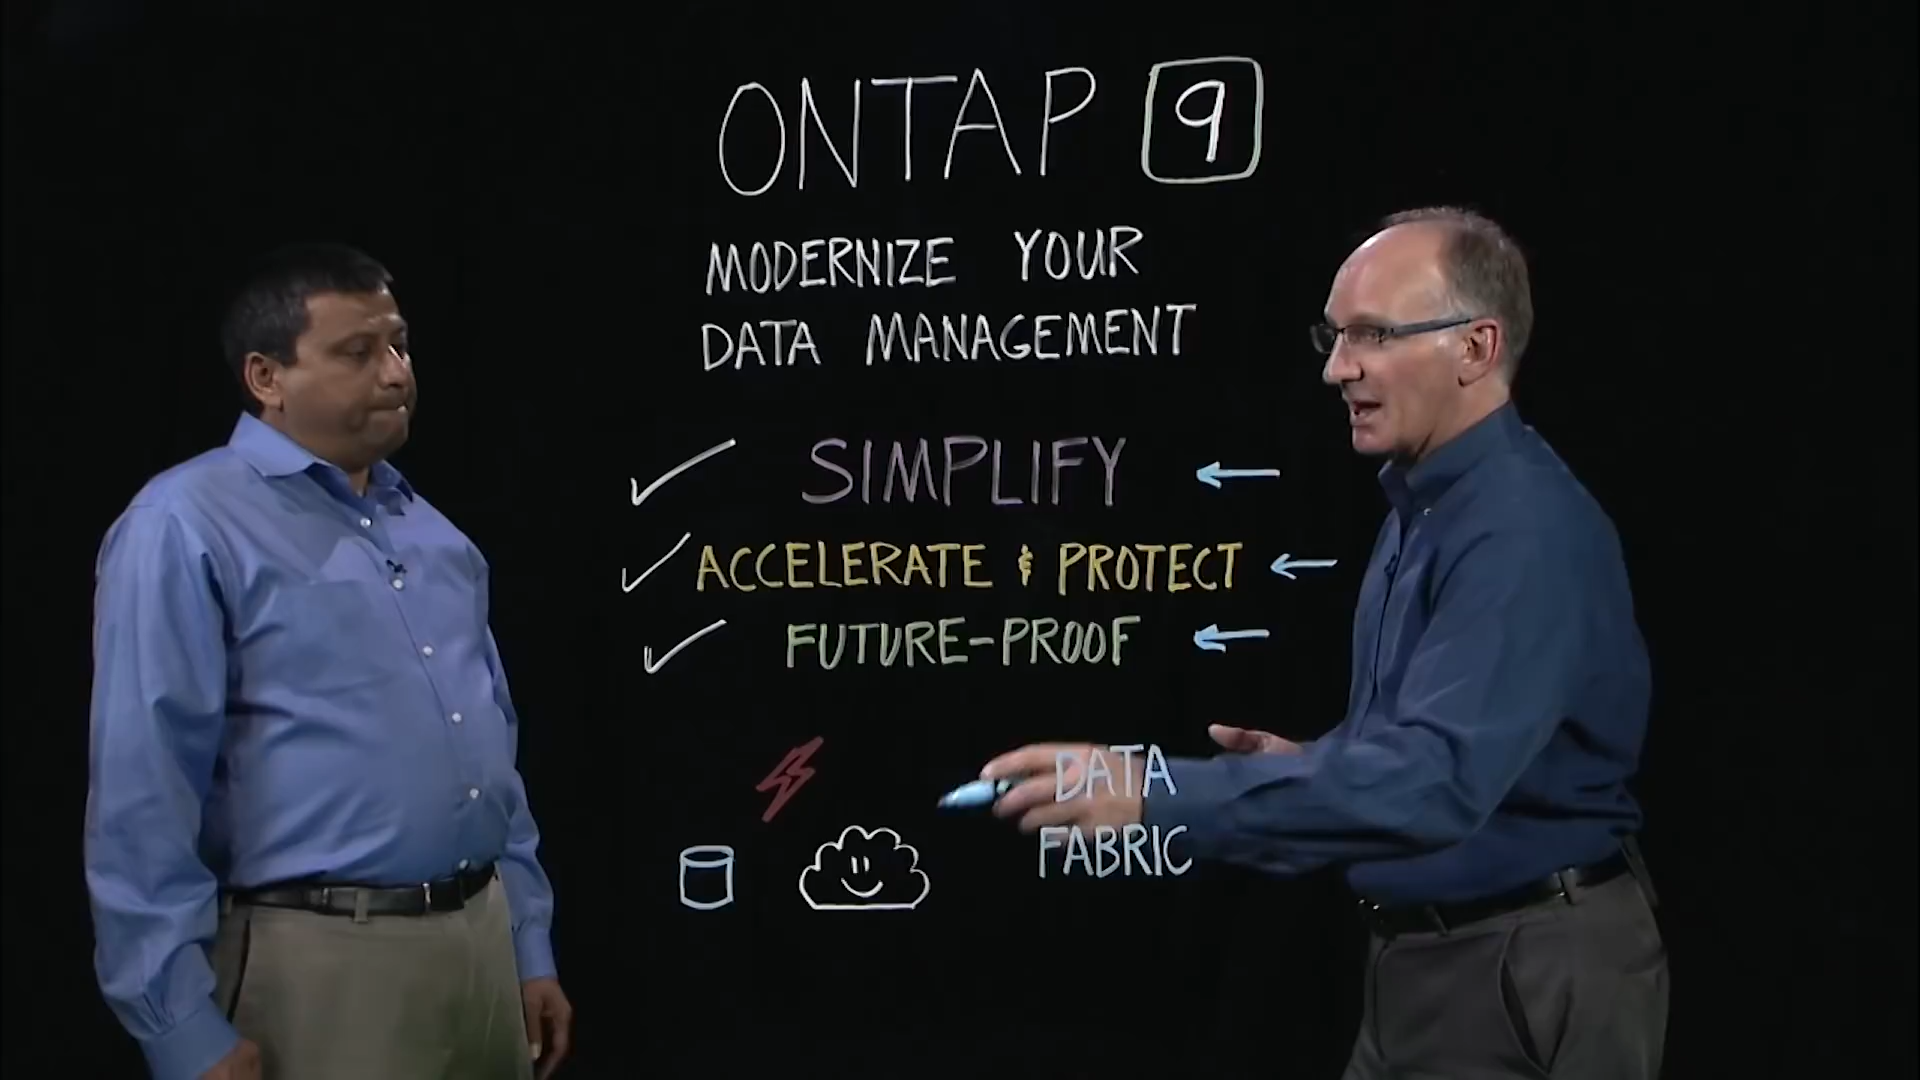 ONTAP 9
MODERNIZE YOUR
DATA MANAGEMENT
SIMPLIFY
ACCELERATE & PROTECT
FUTURE-PROOF
DATA
FABRIC